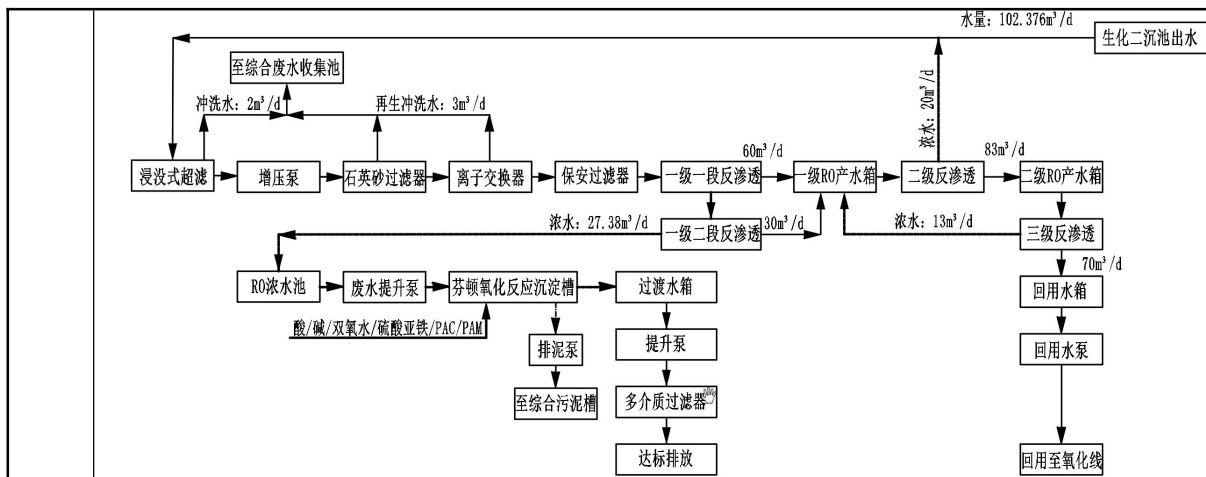 水量：102.376m³/d
生化二沉池出水
至综合废水收集池
冲洗水：2m³/d
再生冲洗水：3m³/d
浓水：20m³/d
60m³/d
83m³/d
浸没式超滤
增压泵
石英砂过滤器
离子交换器
保安过滤器
一级一段反渗透
一级RO产水箱
二级反渗透
二级RO产水箱
浓水：27.38m³/d
一级二段反渗透
30m³/d
浓水：13m³/d
三级反渗透
70m³/d
RO浓水池
废水提升泵
芬顿氧化反应沉淀槽
过渡水箱
回用水箱
酸/碱/双氧水/硫酸亚铁/PAC/PAM
排泥泵
提升泵
回用水泵
至综合污泥槽
多介质过滤器
达标排放
回用至氧化线